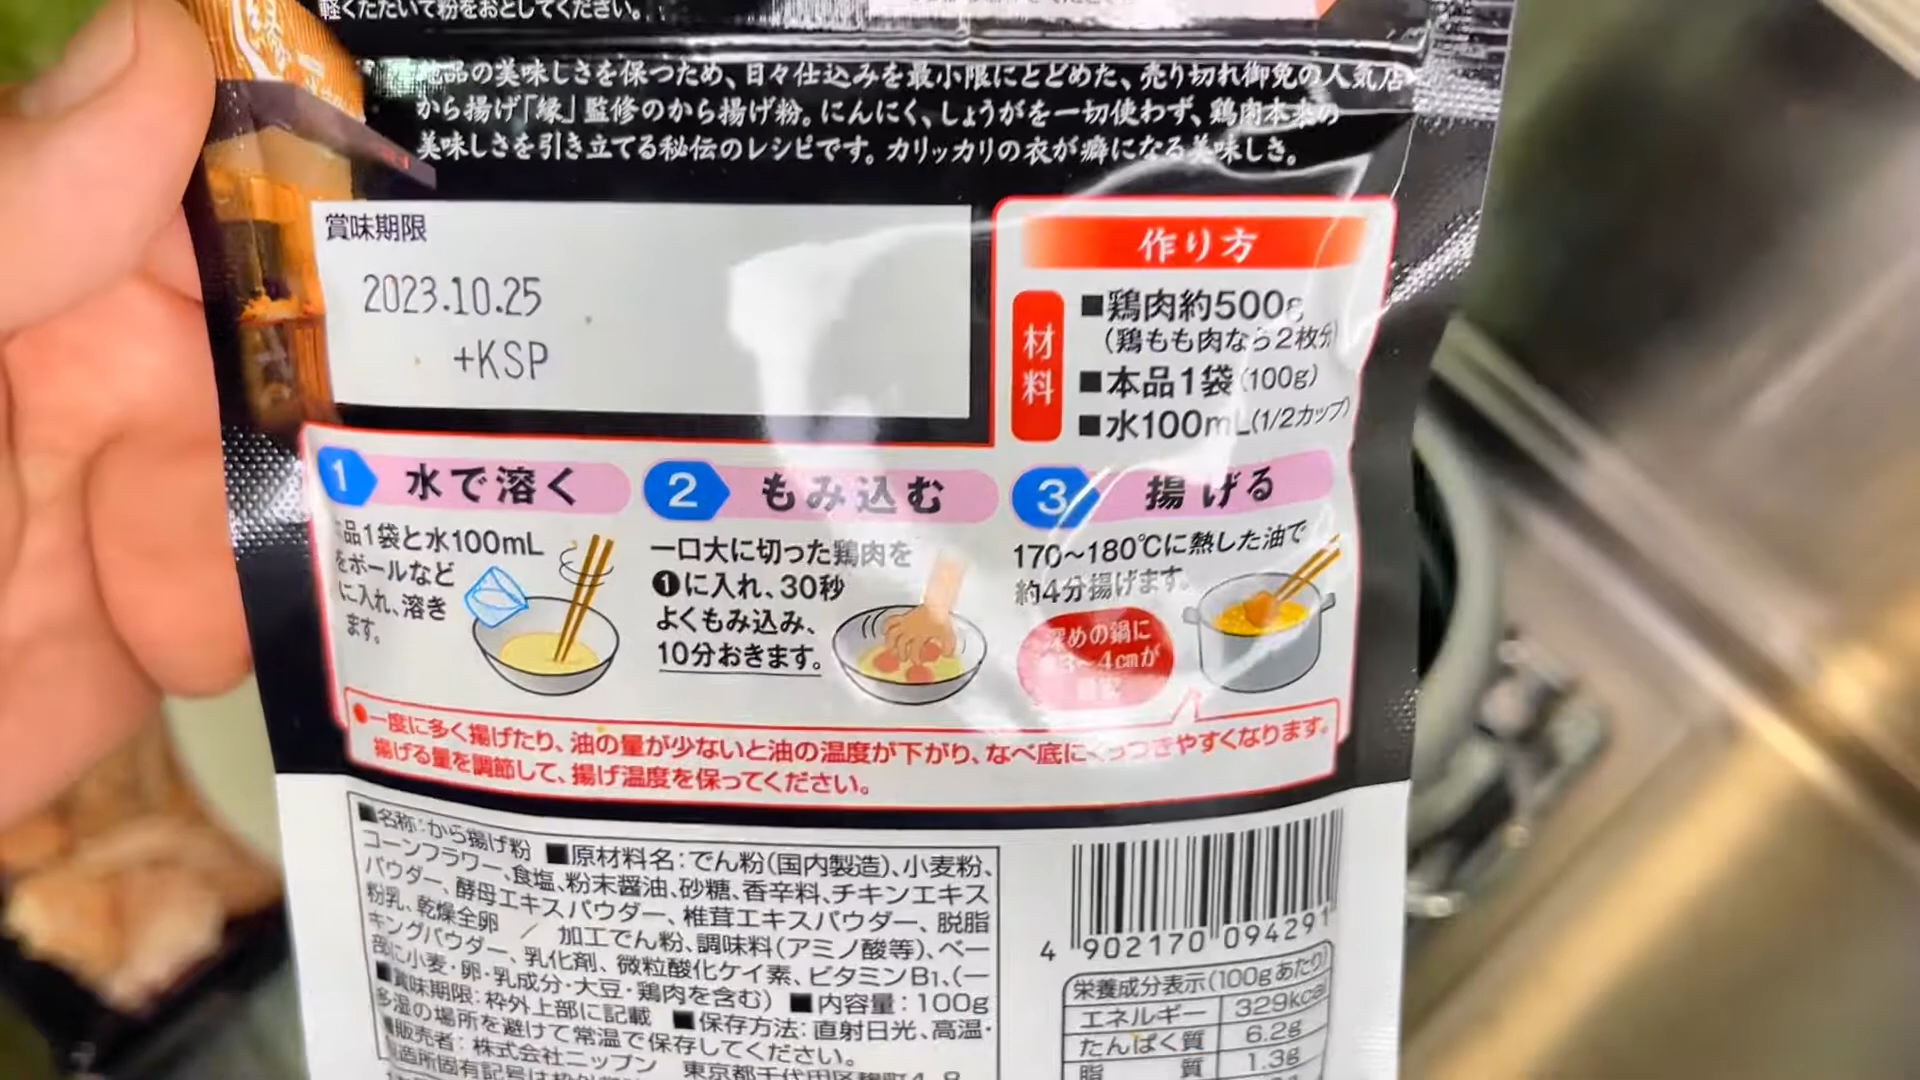 軽くたたいて粉をおとしてください。
品の美味しさを保つため、日々仕込みを最小限にとどめた、売り切れ御免の人気店
から揚げ「縁」監修のから揚げ粉。にんにく、しょうがを一切使わず、鶏肉本来の
美味しさを引き立てる秘伝のレシピです。カリッカリの衣が癖になる美味しさ。
賞味期限
2023.10.25
+KSP
作り方
材料
■鶏肉約500g
(鶏もも肉なら2枚分)
■本品1袋(100g)
■水100mL(1/2カップ)
1 水で溶く
品1袋と水100mL
をボールなど
に入れ、溶き
ます。
2 もみ込む
一口大に切った鶏肉を
❶に入れ、30秒
よくもみ込み、
10分おきます。
3 揚げる
170〜180℃に熱した油で
約4分揚げます。
深めの鍋に
3〜4cmが
●一度に多く揚げたり、油の量が少ないと油の温度が下がり、なべ底にくっつきやすくなります。
揚げる量を調節して、揚げ温度を保ってください。
■名称:から揚げ粉 ■原材料名:でん粉(国内製造)、小麦粉、
コーンフラワー、食塩、粉末醤油、砂糖、香辛料、チキンエキス
パウダー、酵母エキスパウダー、椎茸エキスパウダー、脱脂
粉乳、乾燥全卵 / 加工でん粉、調味料(アミノ酸等)、ベー
キングパウダー、乳化剤、微粒酸化ケイ素、ビタミンB1、(一
部に小麦・卵・乳成分・大豆・鶏肉を含む) ■内容量:100g
■賞味期限:枠外上部に記載 ■保存方法:直射日光、高温・
多湿の場所を避けて常温で保存してください。
■販売者:株式会社ニップン 東京都千代田区麹町4-8
造所固有記号は枠外
4 902170 094291
栄養成分表示(100gあたり)
エネルギー 329kcal
たんぱく質 6.2g
脂質 1.3g